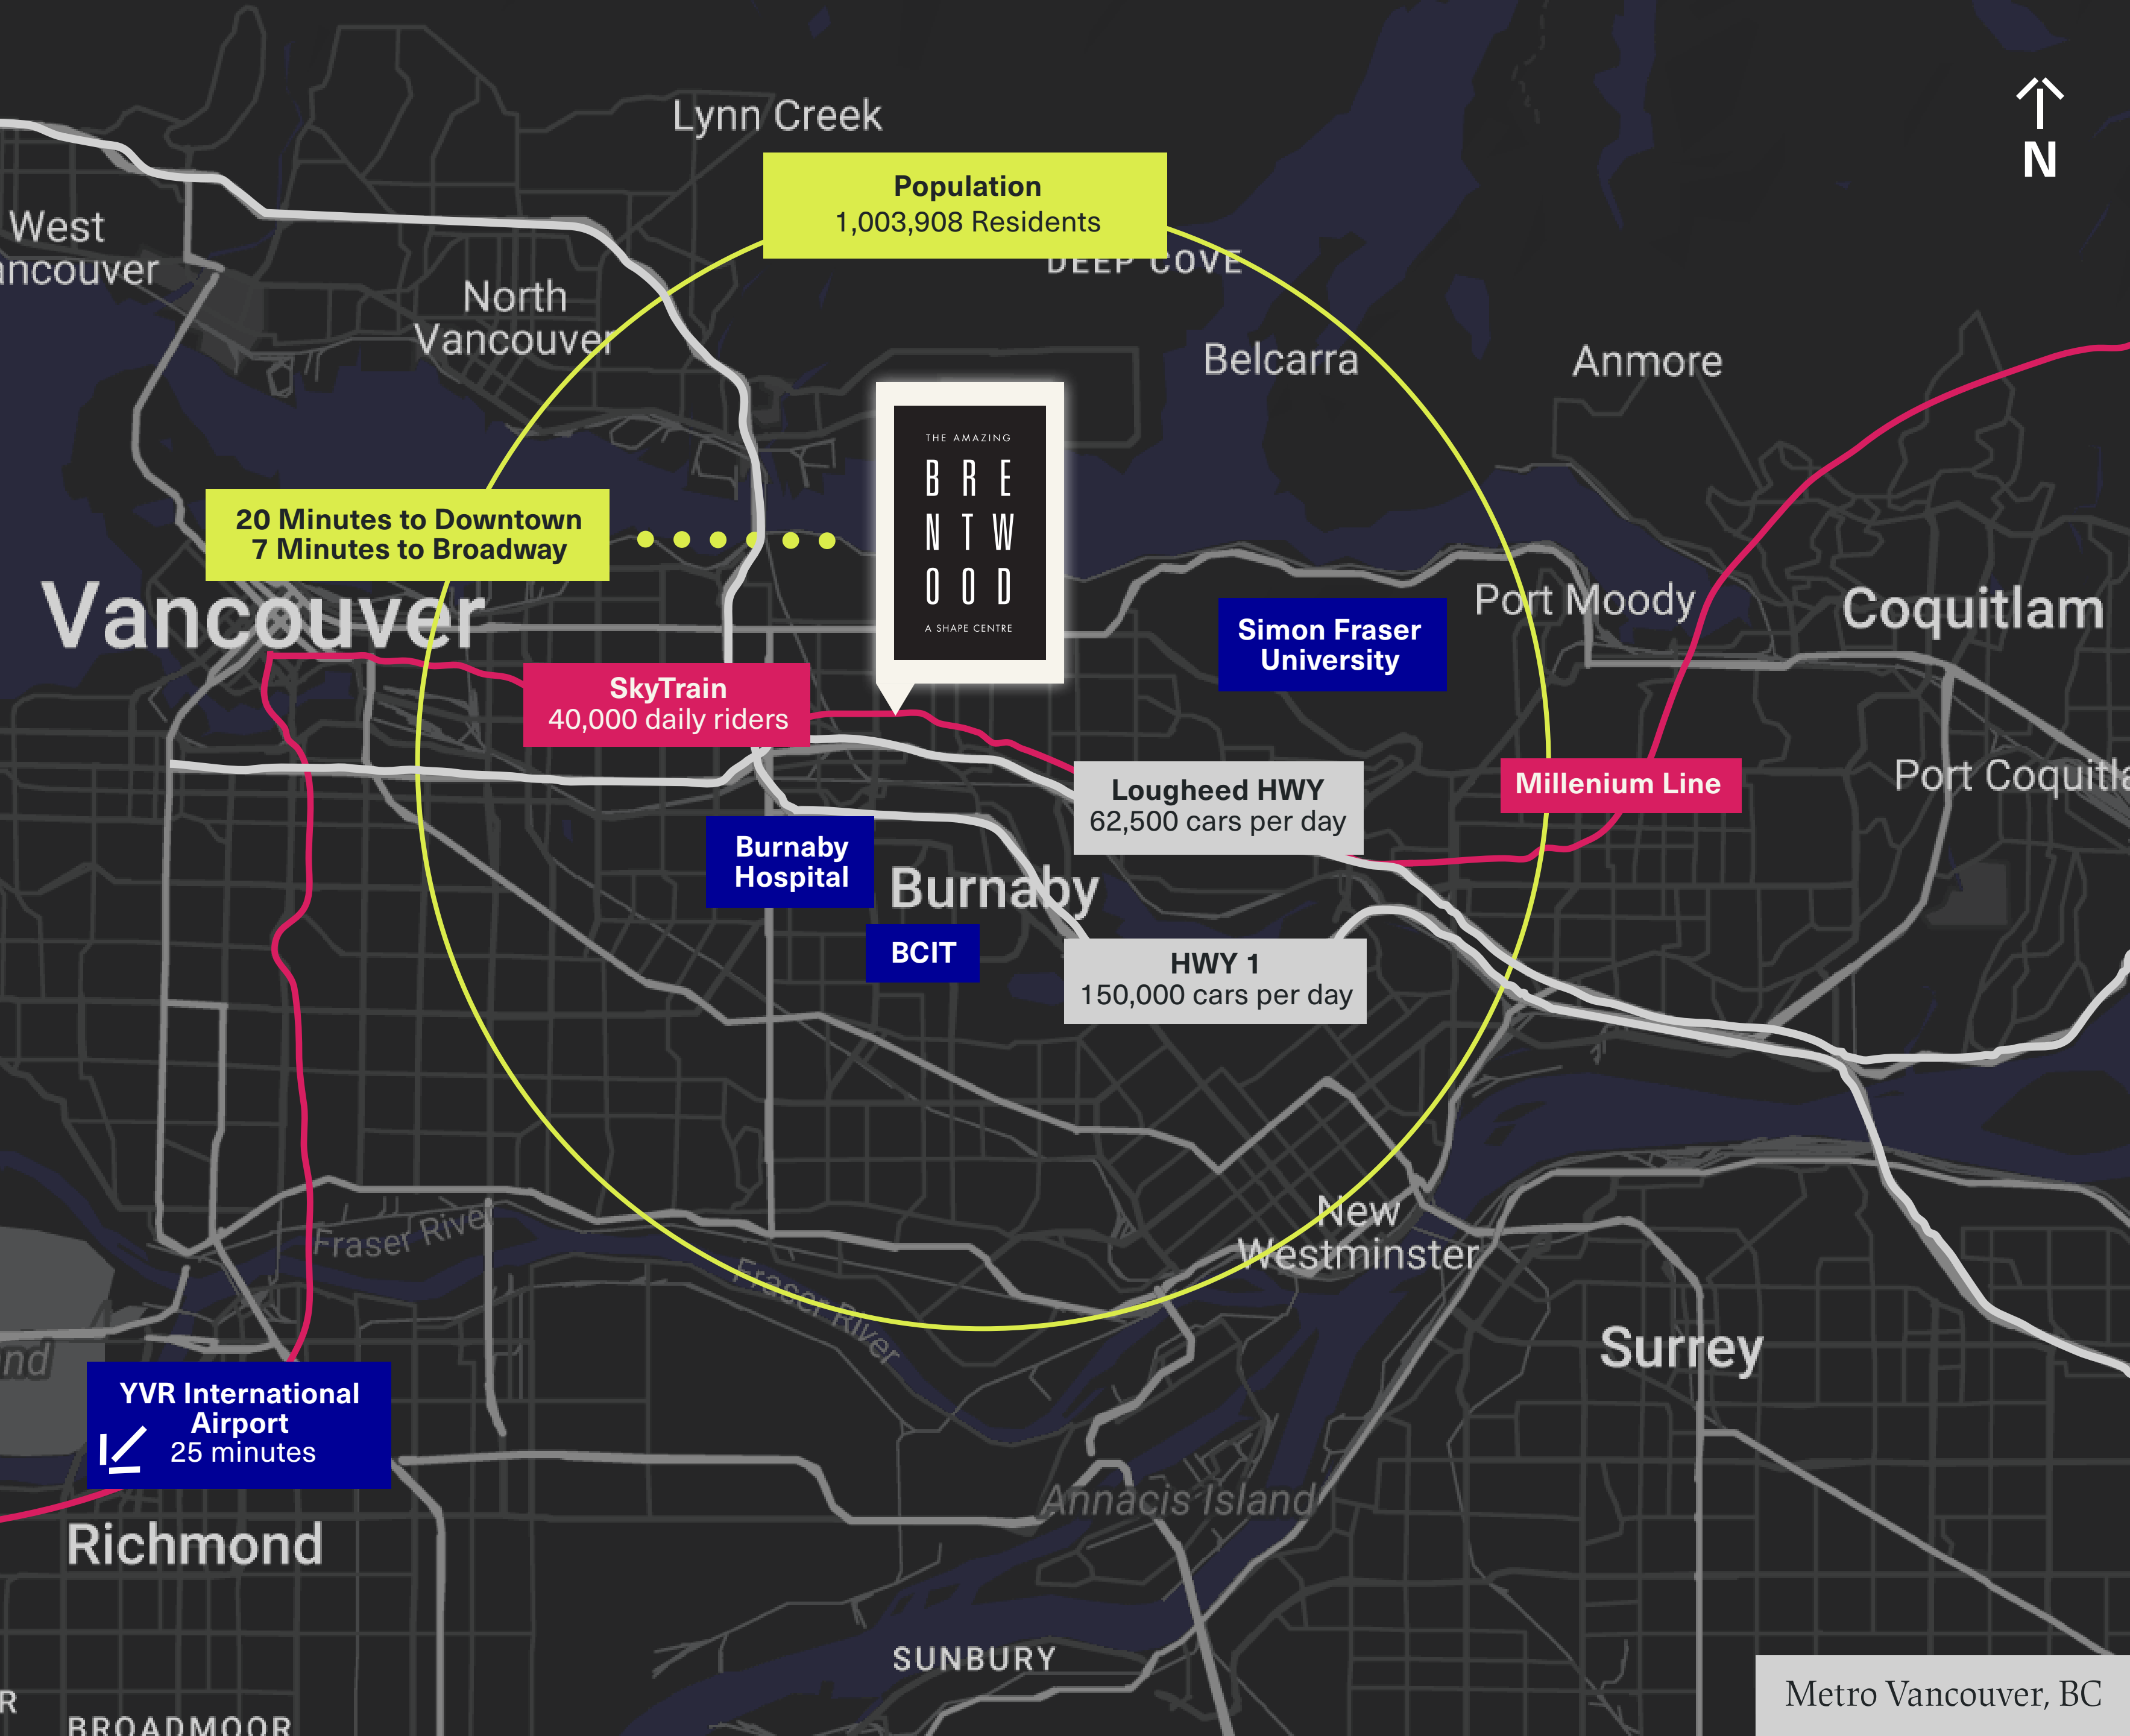 Lynn Creek
N
Population
1,003,908 Residents
DEEP COVE
West
ancouver
North
Vancouver
Belcarra
Anmore
THE AMAZING
BRE
NTW
OOD
A SHAPE CENTRE
20 Minutes to Downtown
7 Minutes to Broadway
Vancouver
Simon Fraser
University
Port Moody
Coquitlam
SkyTrain
40,000 daily riders
Lougheed HWY
62,500 cars per day
Millenium Line
Port Coquitla
Burnaby
Hospital
Burnaby
BCIT
HWY 1
150,000 cars per day
Fraser River
Fraser River
New
Westminster
Surrey
nd
YVR International
Airport
25 minutes
Richmond
Annacis Island
SUNBURY
R
BROADMOOR
Metro Vancouver, BC